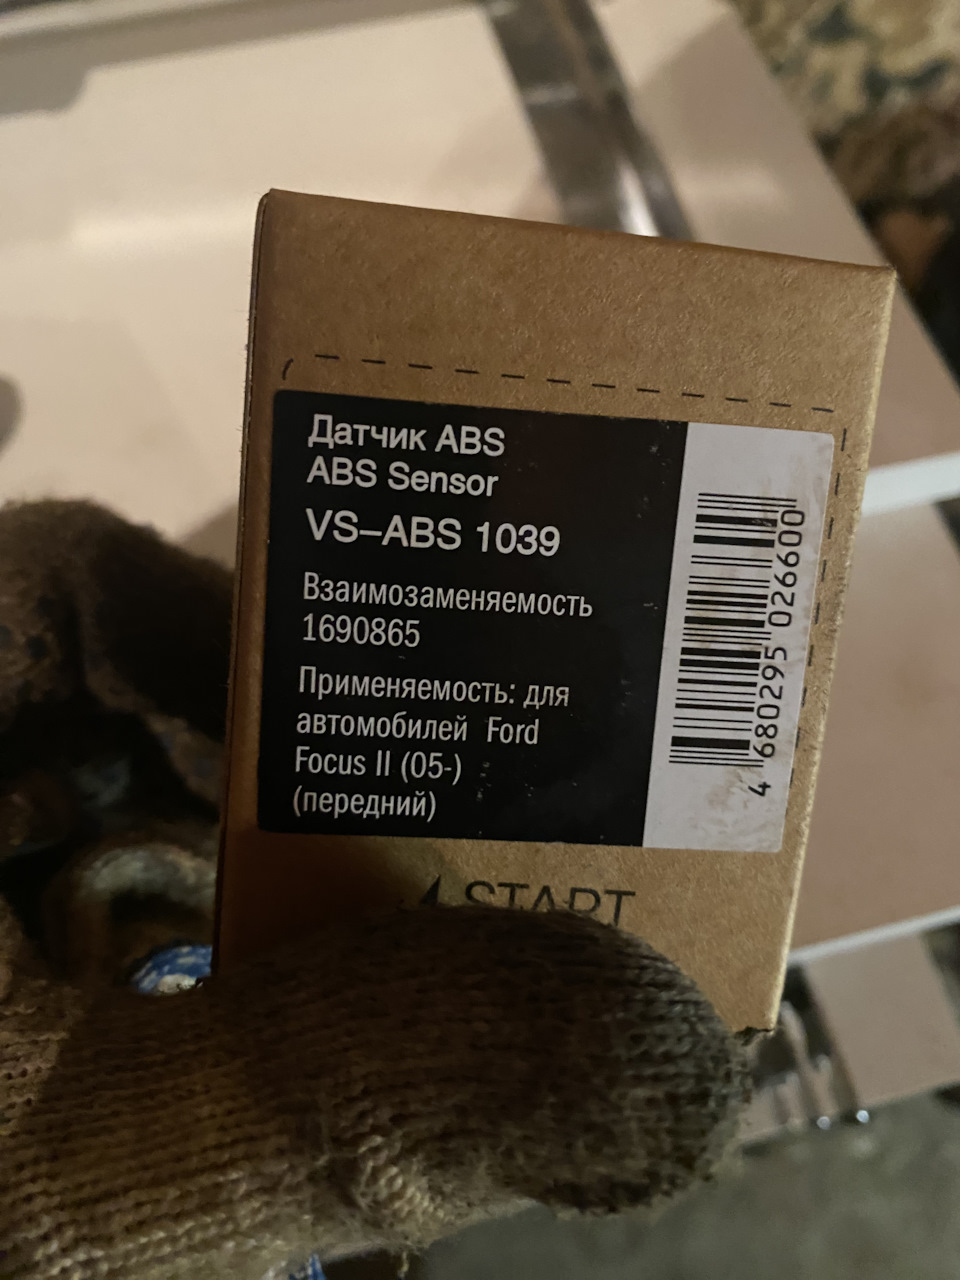 Датчик ABS
ABS Sensor
VS–ABS 1039
Взаимозаменяемость
1690865
Применяемость: для
автомобилей Ford
Focus II (05-)
(передний)
4 680295 026600
START